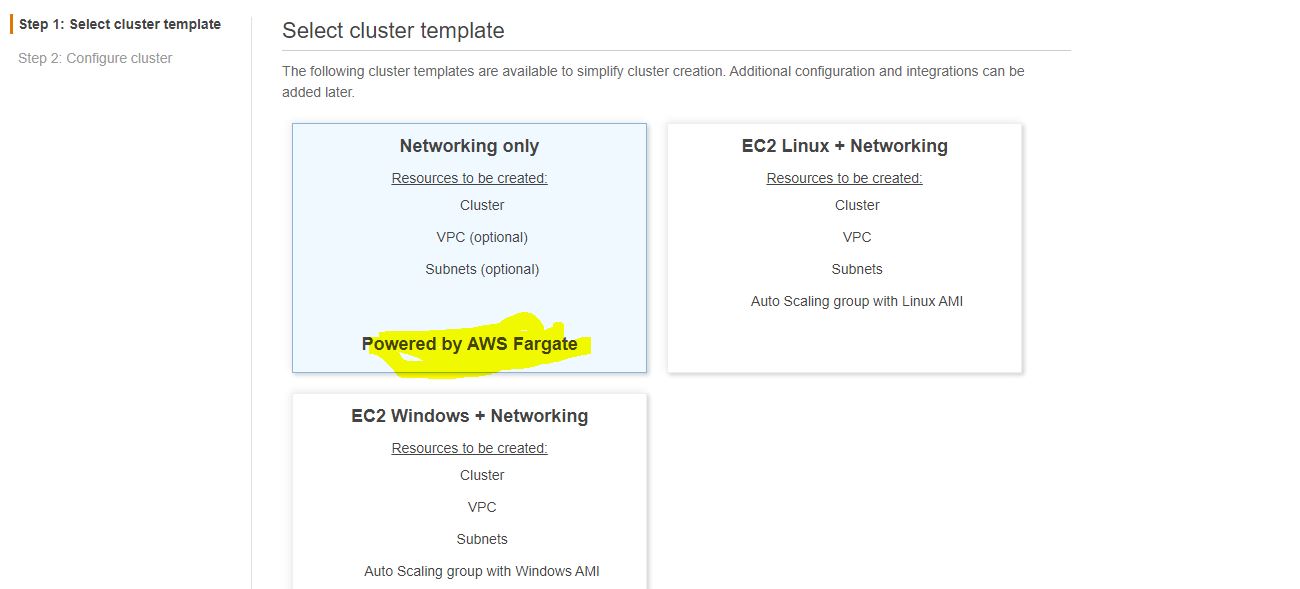 Step 1: Select cluster template
Step 2: Configure cluster
Select cluster template
The following cluster templates are available to simplify cluster creation. Additional configuration and integrations can be
added later.
Networking only
Resources to be created:
Cluster
VPC (optional)
Subnets (optional)
Powered by AWS Fargate
EC2 Linux + Networking
Resources to be created:
Cluster
VPC
Subnets
Auto Scaling group with Linux AMI
EC2 Windows + Networking
Resources to be created:
Cluster
VPC
Subnets
Auto Scaling group with Windows AMI